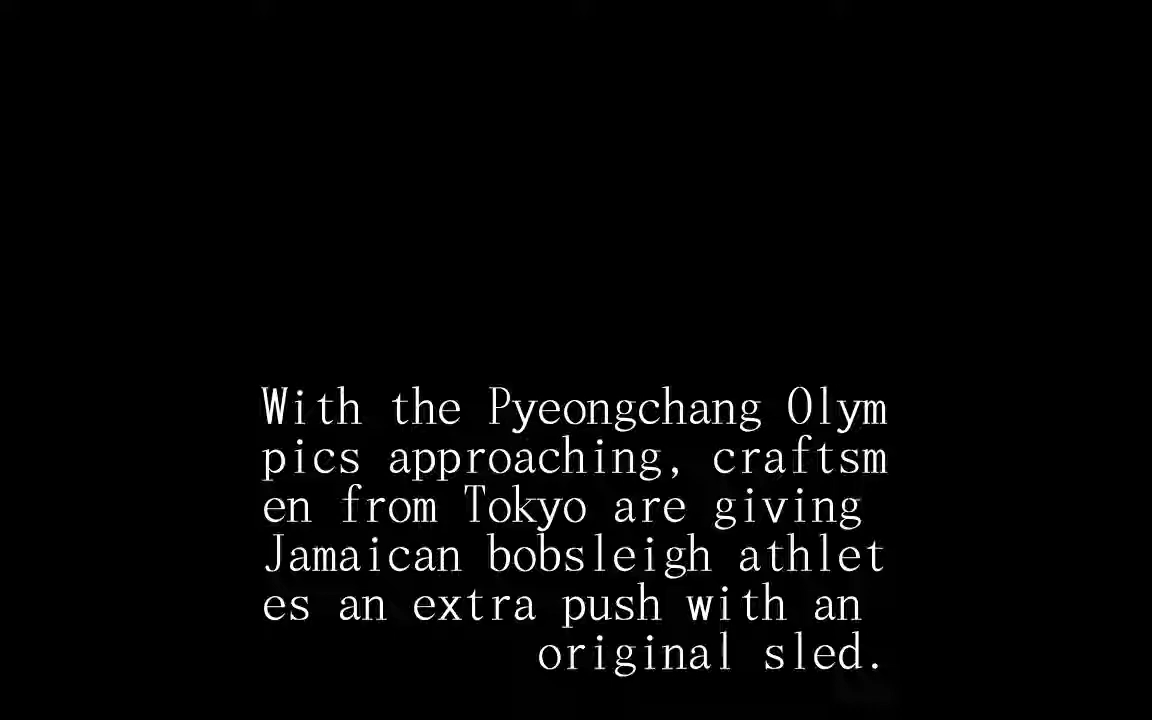 With the Pyeongchang Olym
pics approaching, craftsm
en from Tokyo are giving
Jamaican bobsleigh athlet
es an extra push with an
original sled.